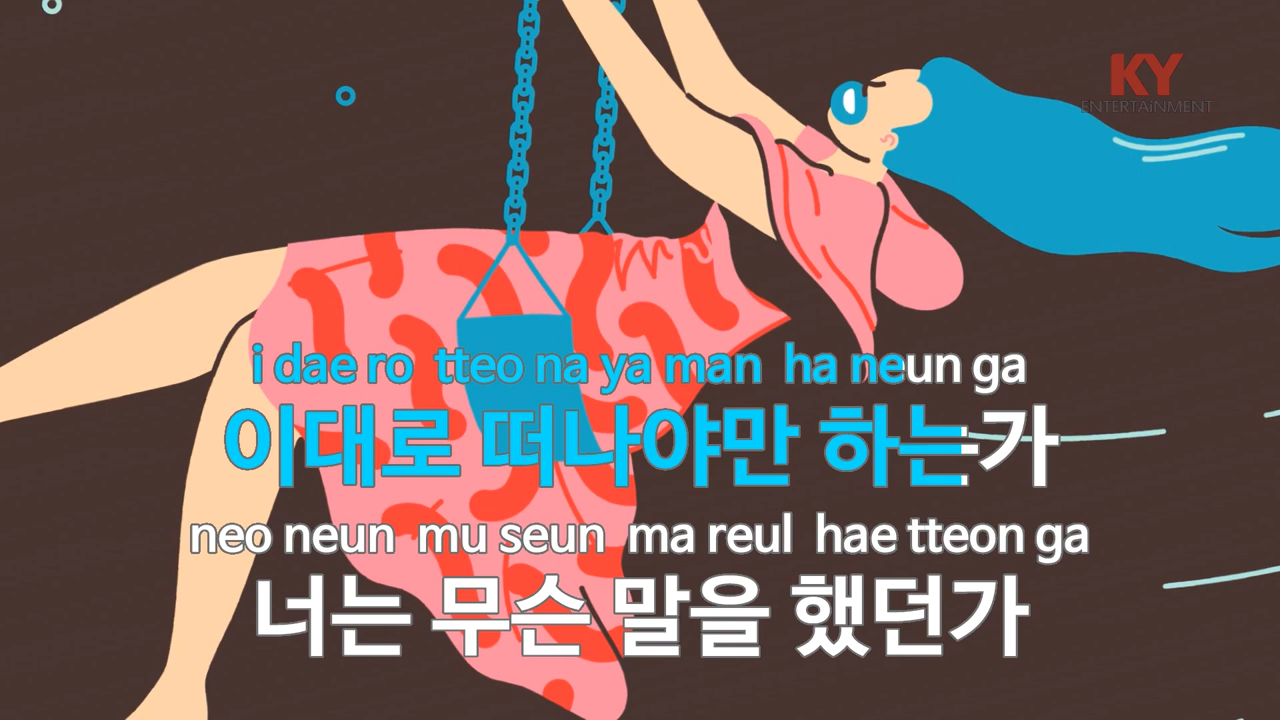 KY
ENTERTAiNMENT
i dae ro tteo na ya man ha neun ga
이대로 떠나야만 하는가
neo neun mu seun ma reul hae tteon ga
너는 무슨 말을 했던가